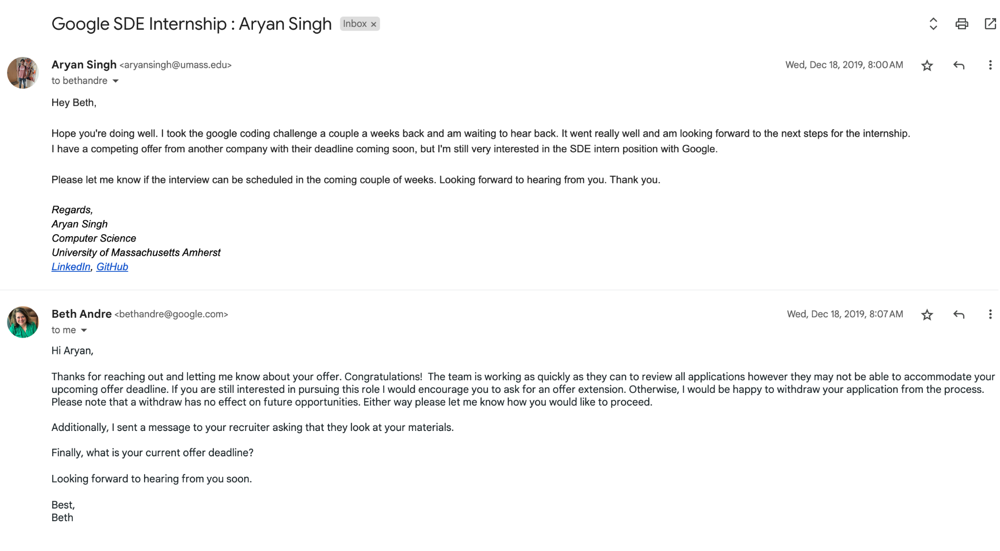 Google SDE Internship : Aryan Singh Inbox ×
Aryan Singh <aryansingh@umass.edu> Wed, Dec 18, 2019, 8:00 AM
to bethandre
Hey Beth,
Hope you're doing well. I took the google coding challenge a couple a weeks back and am waiting to hear back. It went really well and am looking forward to the next steps for the internship.
I have a competing offer from another company with their deadline coming soon, but I'm still very interested in the SDE intern position with Google.
Please let me know if the interview can be scheduled in the coming couple of weeks. Looking forward to hearing from you. Thank you.
Regards,
Aryan Singh
Computer Science
University of Massachusetts Amherst
LinkedIn, GitHub
Beth Andre <bethandre@google.com> Wed, Dec 18, 2019, 8:07 AM
to me
Hi Aryan,
Thanks for reaching out and letting me know about your offer. Congratulations!  The team is working as quickly as they can to review all applications however they may not be able to accommodate your
upcoming offer deadline. If you are still interested in pursuing this role I would encourage you to ask for an offer extension. Otherwise, I would be happy to withdraw your application from the process.
Please note that a withdraw has no effect on future opportunities. Either way please let me know how you would like to proceed.
Additionally, I sent a message to your recruiter asking that they look at your materials.
Finally, what is your current offer deadline?
Looking forward to hearing from you soon.
Best,
Beth